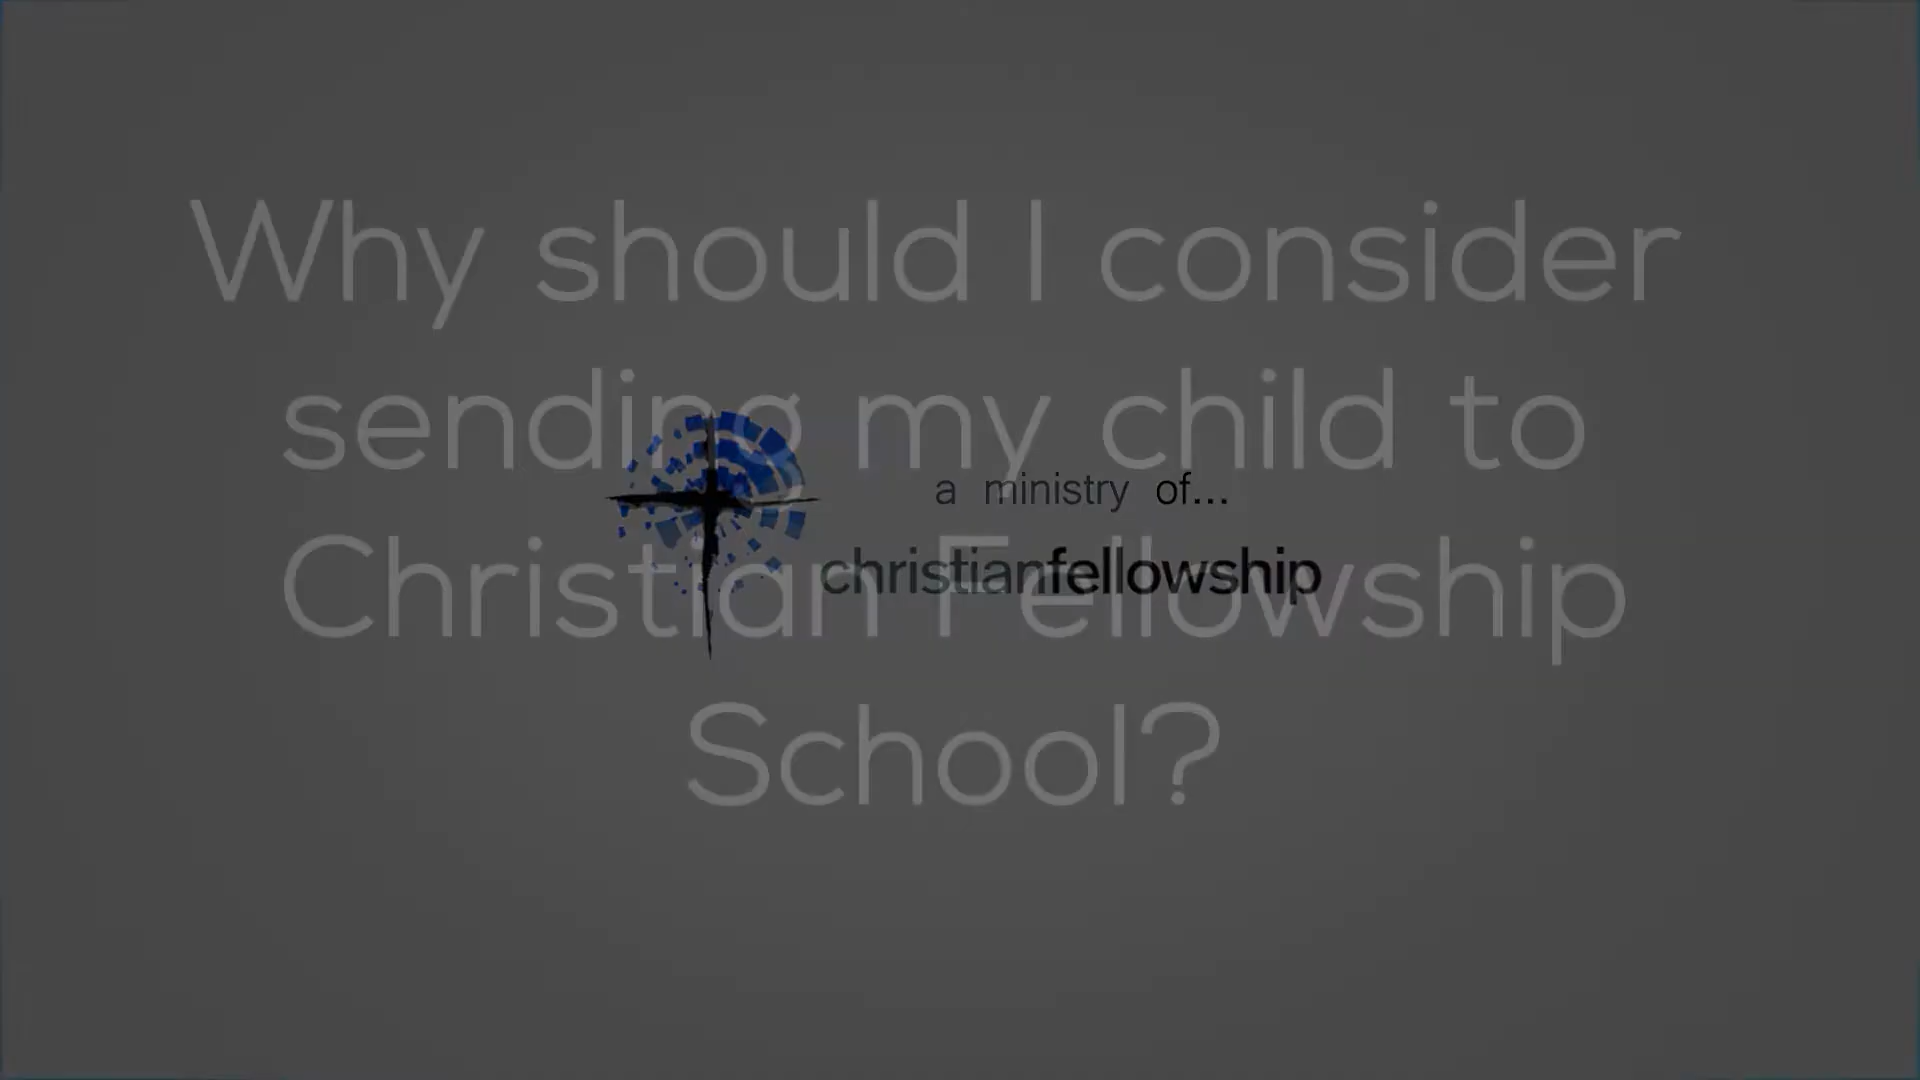 Why should I consider
sending my child to
Christian Fellowship
School?
a ministry of...
christianfellowship